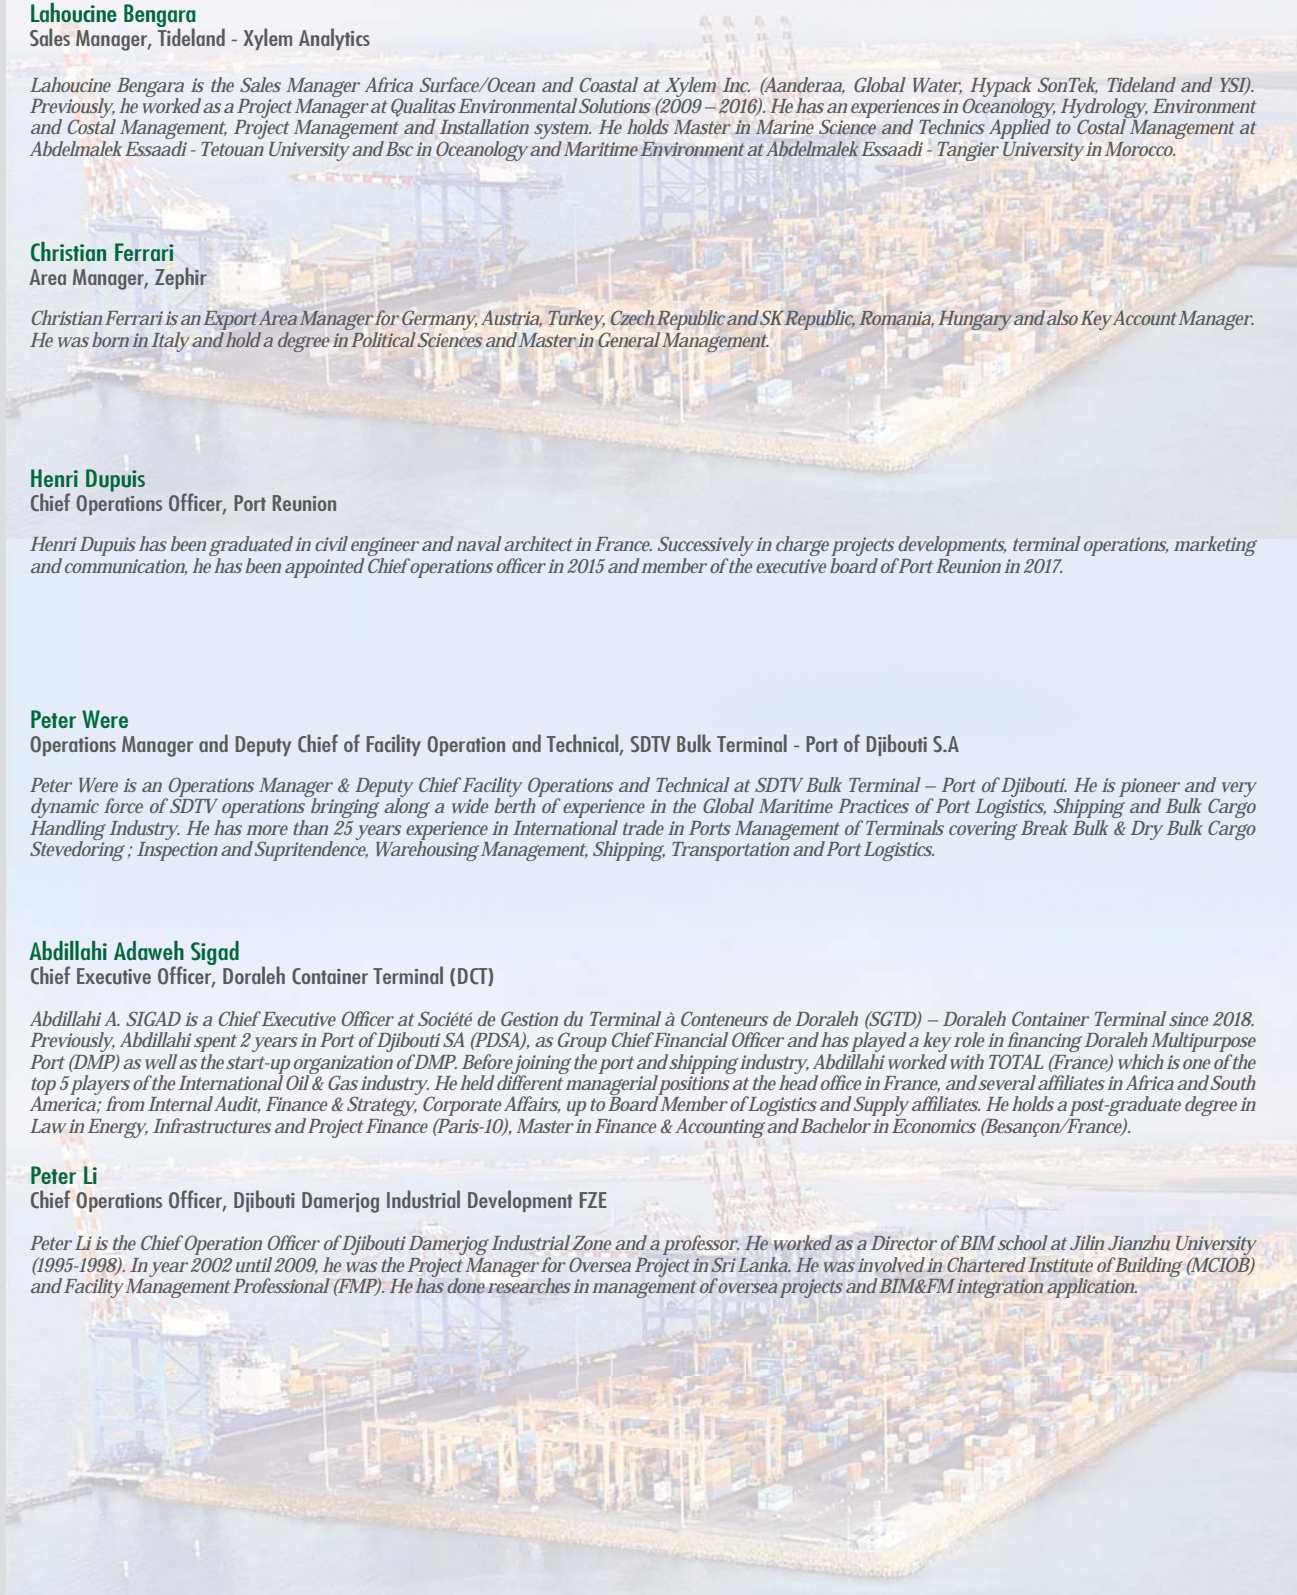 Lahoucine Bengara
Sales Manager, Tideland - Xylem Analytics
Lahoucine Bengara is the Sales Manager Africa Surface/Ocean and Coastal at Xylem Inc. (Aanderaa, Global Water, Hypack SonTek, Tideland and YSI).
Previously, he worked as a Project Manager at Qualitas Environmental Solutions (2009 – 2016). He has an experiences in Oceanology, Hydrology, Environment
and Costal Management, Project Management and Installation system. He holds Master in Marine Science and Technics Applied to Costal Management at
Abdelmalek Essaadi - Tetouan University and Bsc in Oceanology and Maritime Environment at Abdelmalek Essaadi - Tangier University in Morocco.
Christian Ferrari
Area Manager, Zephir
Christian Ferrari is an Export Area Manager for Germany, Austria, Turkey, Czech Republic and SK Republic, Romania, Hungary and also Key Account Manager.
He was born in Italy and hold a degree in Political Sciences and Master in General Management.
Henri Dupuis
Chief Operations Officer, Port Reunion
Henri Dupuis has been graduated in civil engineer and naval architect in France. Successively in charge projects developments, terminal operations, marketing
and communication, he has been appointed Chief operations officer in 2015 and member of the executive board of Port Reunion in 2017.
Peter Were
Operations Manager and Deputy Chief of Facility Operation and Technical, SDTV Bulk Terminal - Port of Djibouti S.A
Peter Were is an Operations Manager & Deputy Chief Facility Operations and Technical at SDTV Bulk Terminal – Port of Djibouti. He is pioneer and very
dynamic force of SDTV operations bringing along a wide berth of experience in the Global Maritime Practices of Port Logistics, Shipping and Bulk Cargo
Handling Industry. He has more than 25 years experience in International trade in Ports Management of Terminals covering Break Bulk & Dry Bulk Cargo
Stevedoring ; Inspection and Supritendence, Warehousing Management, Shipping, Transportation and Port Logistics.
Abdillahi Adaweh Sigad
Chief Executive Officer, Doraleh Container Terminal (DCT)
Abdillahi A. SIGAD is a Chief Executive Officer at Société de Gestion du Terminal à Conteneurs de Doraleh (SGTD) – Doraleh Container Terminal since 2018.
Previously, Abdillahi spent 2 years in Port of Djibouti SA (PDSA), as Group Chief Financial Officer and has played a key role in financing Doraleh Multipurpose
Port (DMP) as well as the start-up organization of DMP. Before joining the port and shipping industry, Abdillahi worked with TOTAL (France) which is one of the
top 5 players of the International Oil & Gas industry. He held different managerial positions at the head office in France, and several affiliates in Africa and South
America; from Internal Audit, Finance & Strategy, Corporate Affairs, up to Board Member of Logistics and Supply affiliates. He holds a post-graduate degree in
Law in Energy, Infrastructures and Project Finance (Paris-10), Master in Finance & Accounting and Bachelor in Economics (Besançon/France).
Peter Li
Chief Operations Officer, Djibouti Damerjog Industrial Development FZE
Peter Li is the Chief Operation Officer of Djibouti Damerjog Industrial Zone and a professor. He worked as a Director of BIM school at Jilin Jianzhu University
(1995-1998). In year 2002 until 2009, he was the Project Manager for Oversea Project in Sri Lanka. He was involved in Chartered Institute of Building (MCIOB)
and Facility Management Professional (FMP). He has done researches in management of oversea projects and BIM&FM integration application.